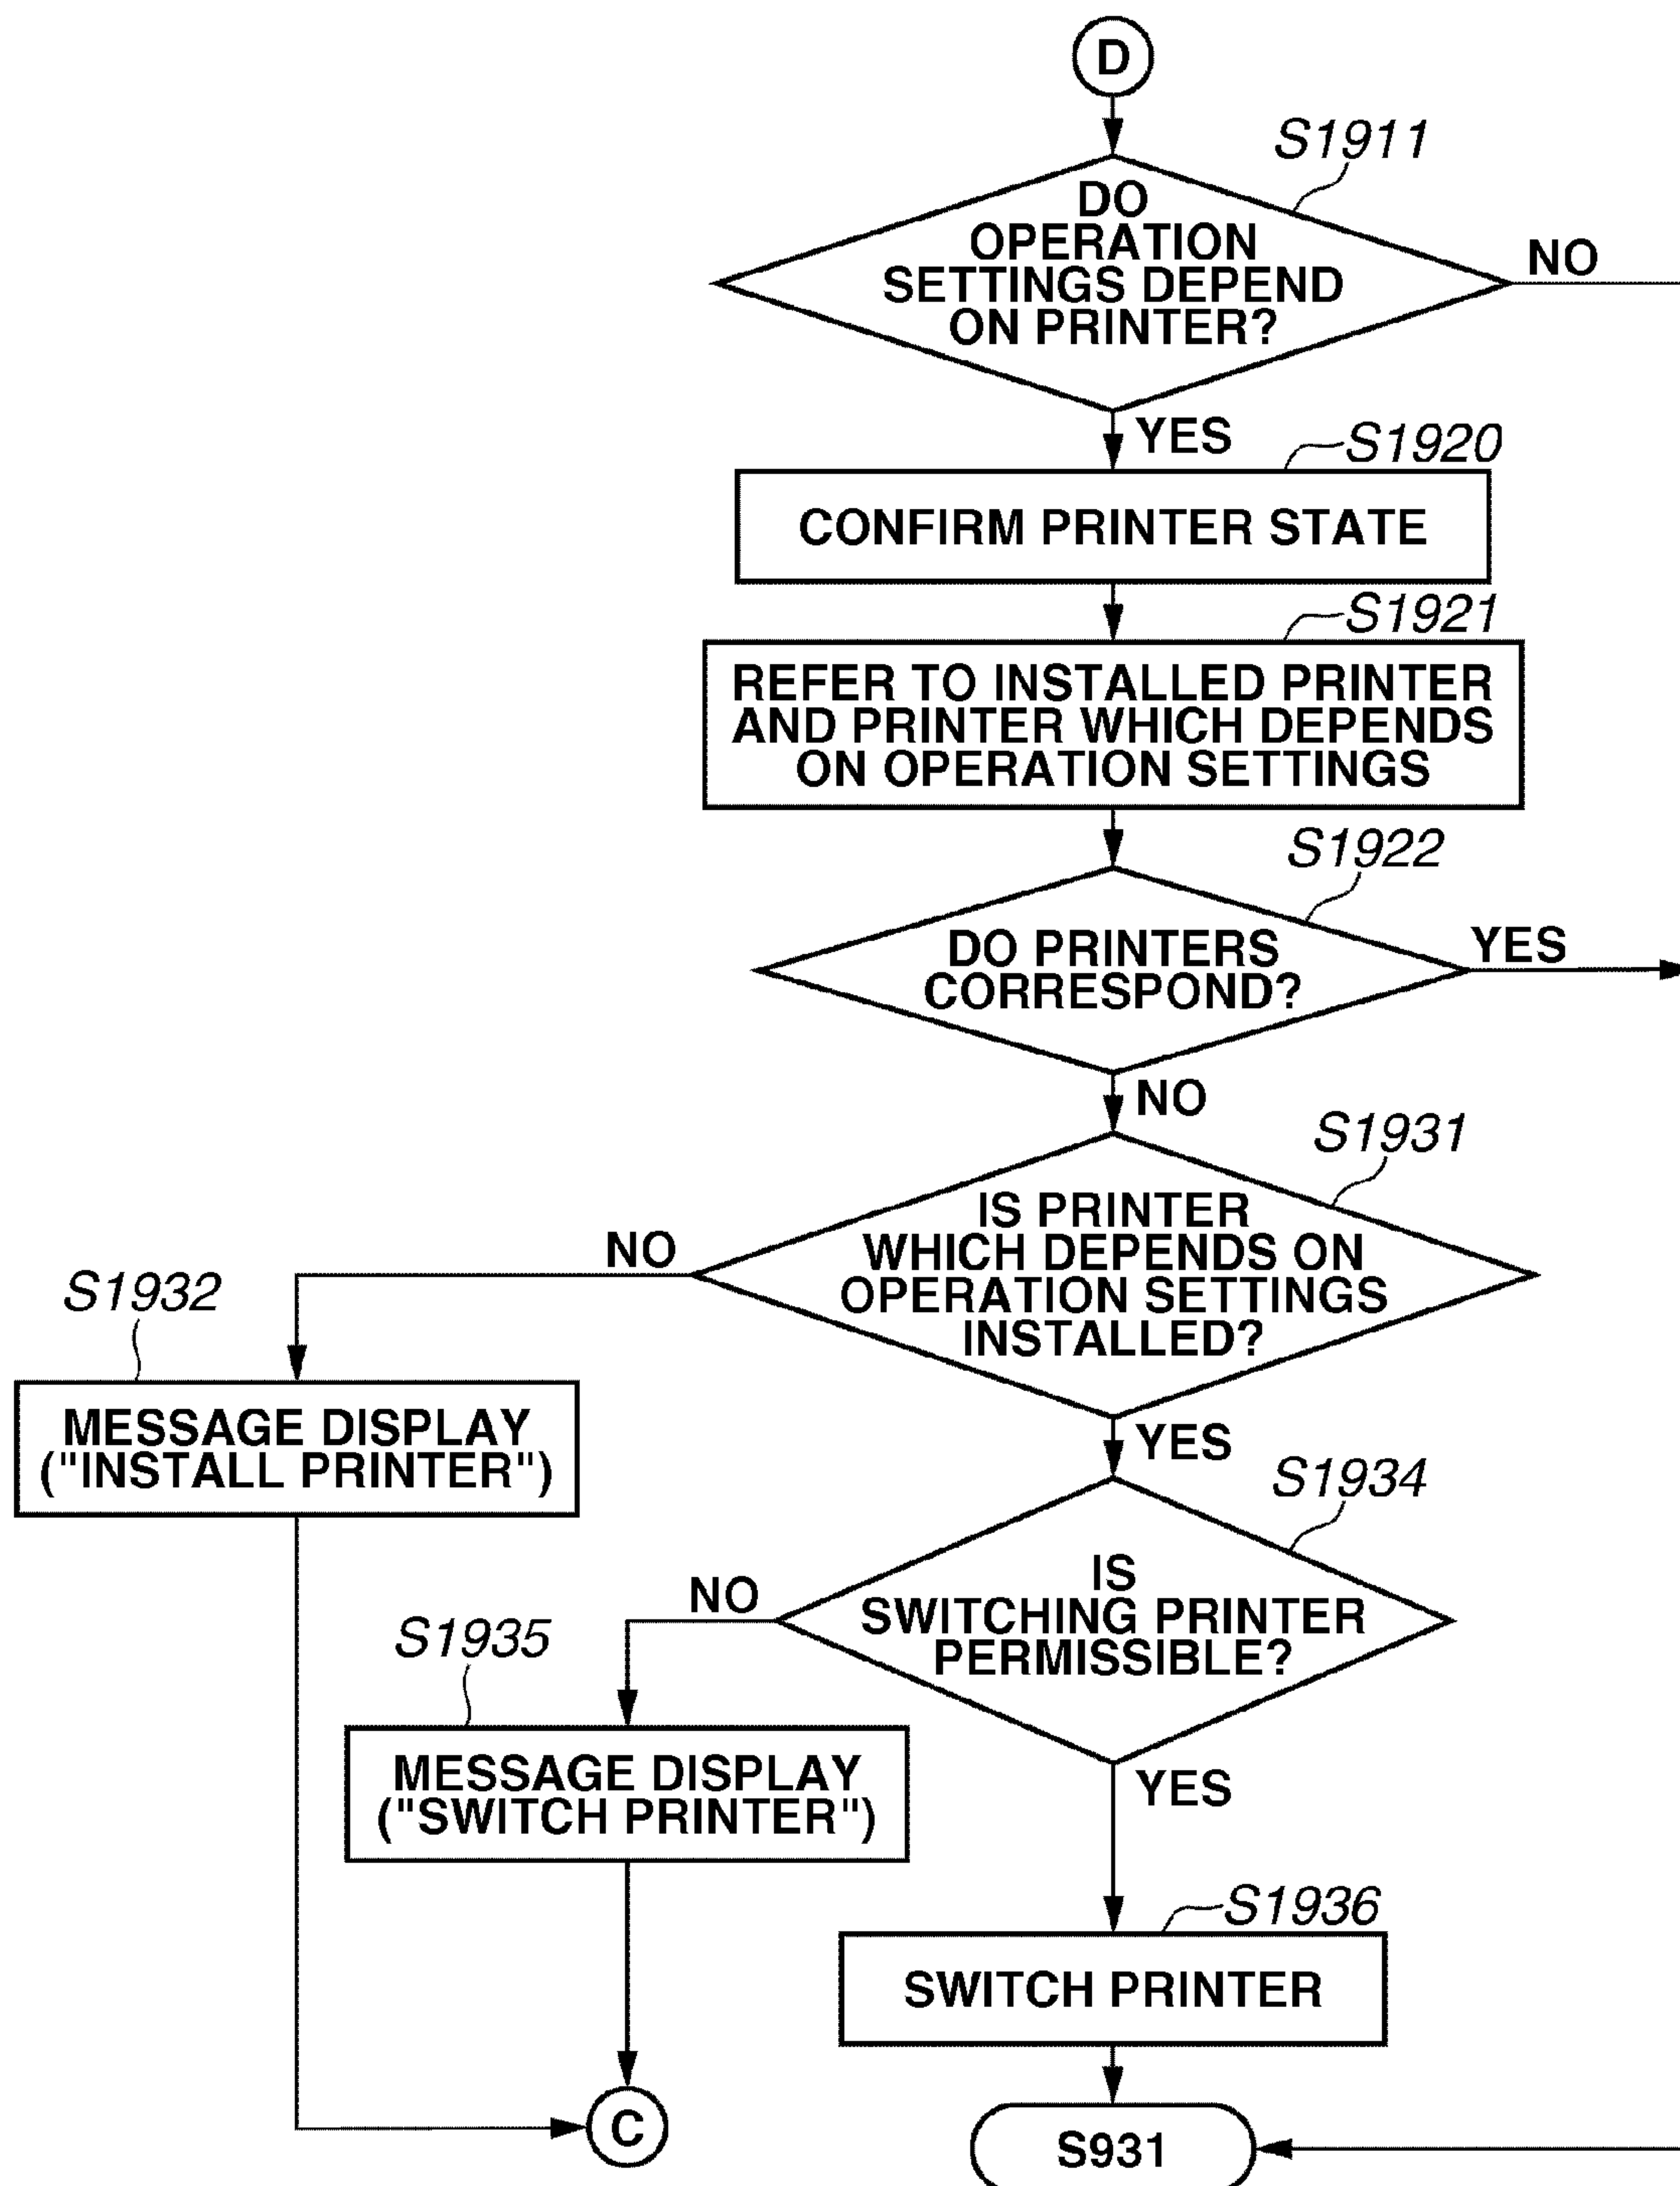 D
S1911
DO
OPERATION
SETTINGS DEPEND
ON PRINTER?
NO
YES
S1920
CONFIRM PRINTER STATE
S1921
REFER TO INSTALLED PRINTER
AND PRINTER WHICH DEPENDS
ON OPERATION SETTINGS
S1922
DO PRINTERS
CORRESPOND?
YES
NO
S1931
IS PRINTER
WHICH DEPENDS ON
OPERATION SETTINGS
INSTALLED?
NO
S1932
MESSAGE DISPLAY
("INSTALL PRINTER")
YES
S1934
IS
SWITCHING PRINTER
PERMISSIBLE?
NO
S1935
MESSAGE DISPLAY
("SWITCH PRINTER")
YES
S1936
SWITCH PRINTER
C
S931